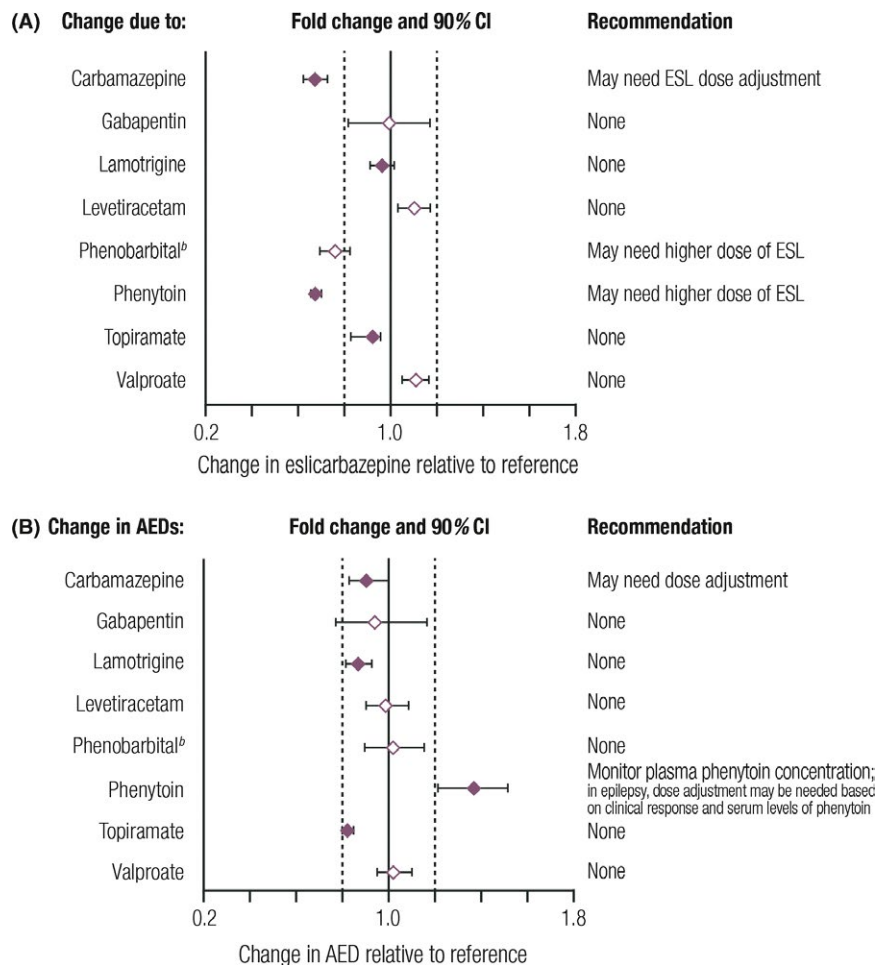 (A) Change due to: Fold change and 90% CI Recommendation
Carbamazepine May need ESL dose adjustment
Gabapentin None
Lamotrigine None
Levetiracetam None
Phenobarbitalᵇ May need higher dose of ESL
Phenytoin May need higher dose of ESL
Topiramate None
Valproate None
0.2 1.0 1.8
Change in eslicarbazepine relative to reference
(B) Change in AEDs: Fold change and 90% CI Recommendation
Carbamazepine May need dose adjustment
Gabapentin None
Lamotrigine None
Levetiracetam None
Phenobarbitalᵇ None
Phenytoin Monitor plasma phenytoin concentration;
in epilepsy, dose adjustment may be needed based
on clinical response and serum levels of phenytoin
Topiramate None
Valproate None
0.2 1.0 1.8
Change in AED relative to reference